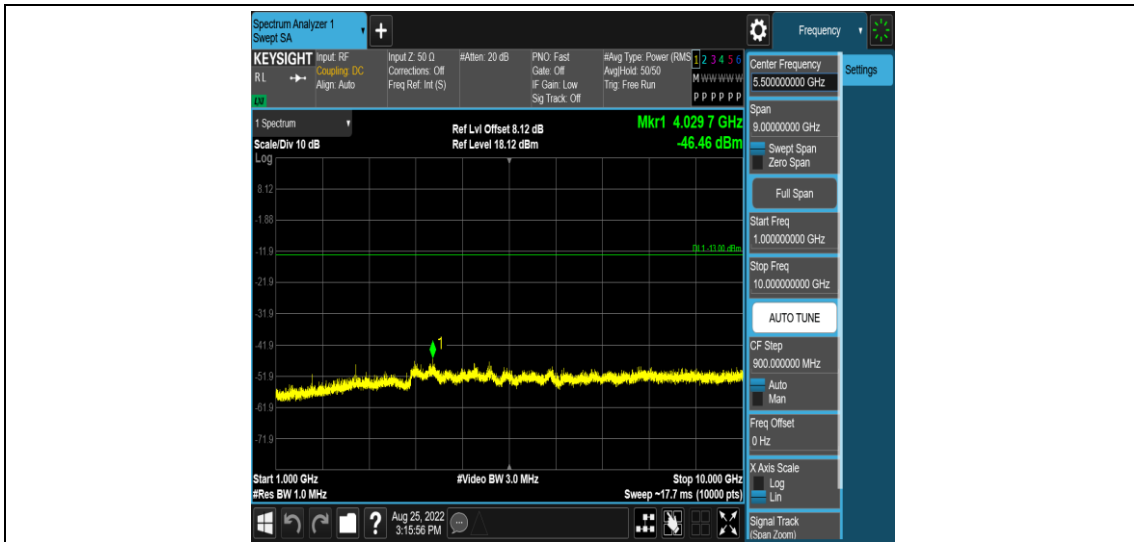 Spectrum Analyzer 1
Swept SA
+
Frequency
KEYSIGHT
RL
LXI
Input: RF
Coupling: DC
Align: Auto
Input Z: 50 Ω
Corrections: Off
Freq Ref: Int (S)
#Atten: 20 dB
PNO: Fast
Gate: Off
IF Gain: Low
Sig Track: Off
#Avg Type: Power (RMS
Avg|Hold: 50/50
Trig: Free Run
1 2 3 4 5 6
M W W W W W
P P P P P P
1 Spectrum
Scale/Div 10 dB
Ref Lvl Offset 8.12 dB
Ref Level 18.12 dBm
Mkr1 4.029 7 GHz
-46.46 dBm
Log
8.12
-1.88
-11.9
-21.9
-31.9
-41.9
-51.9
-61.9
-71.9
DL1 -13.00 dBm
1
Start 1.000 GHz
#Res BW 1.0 MHz
#Video BW 3.0 MHz
Stop 10.000 GHz
Sweep ~17.7 ms (10000 pts)
Center Frequency
5.500000000 GHz
Settings
Span
9.00000000 GHz
Swept Span
Zero Span
Full Span
Start Freq
1.000000000 GHz
Stop Freq
10.000000000 GHz
AUTO TUNE
CF Step
900.000000 MHz
Auto
Man
Freq Offset
0 Hz
X Axis Scale
Log
Lin
Signal Track
(Span Zoom)
?
Aug 25, 2022
3:15:56 PM